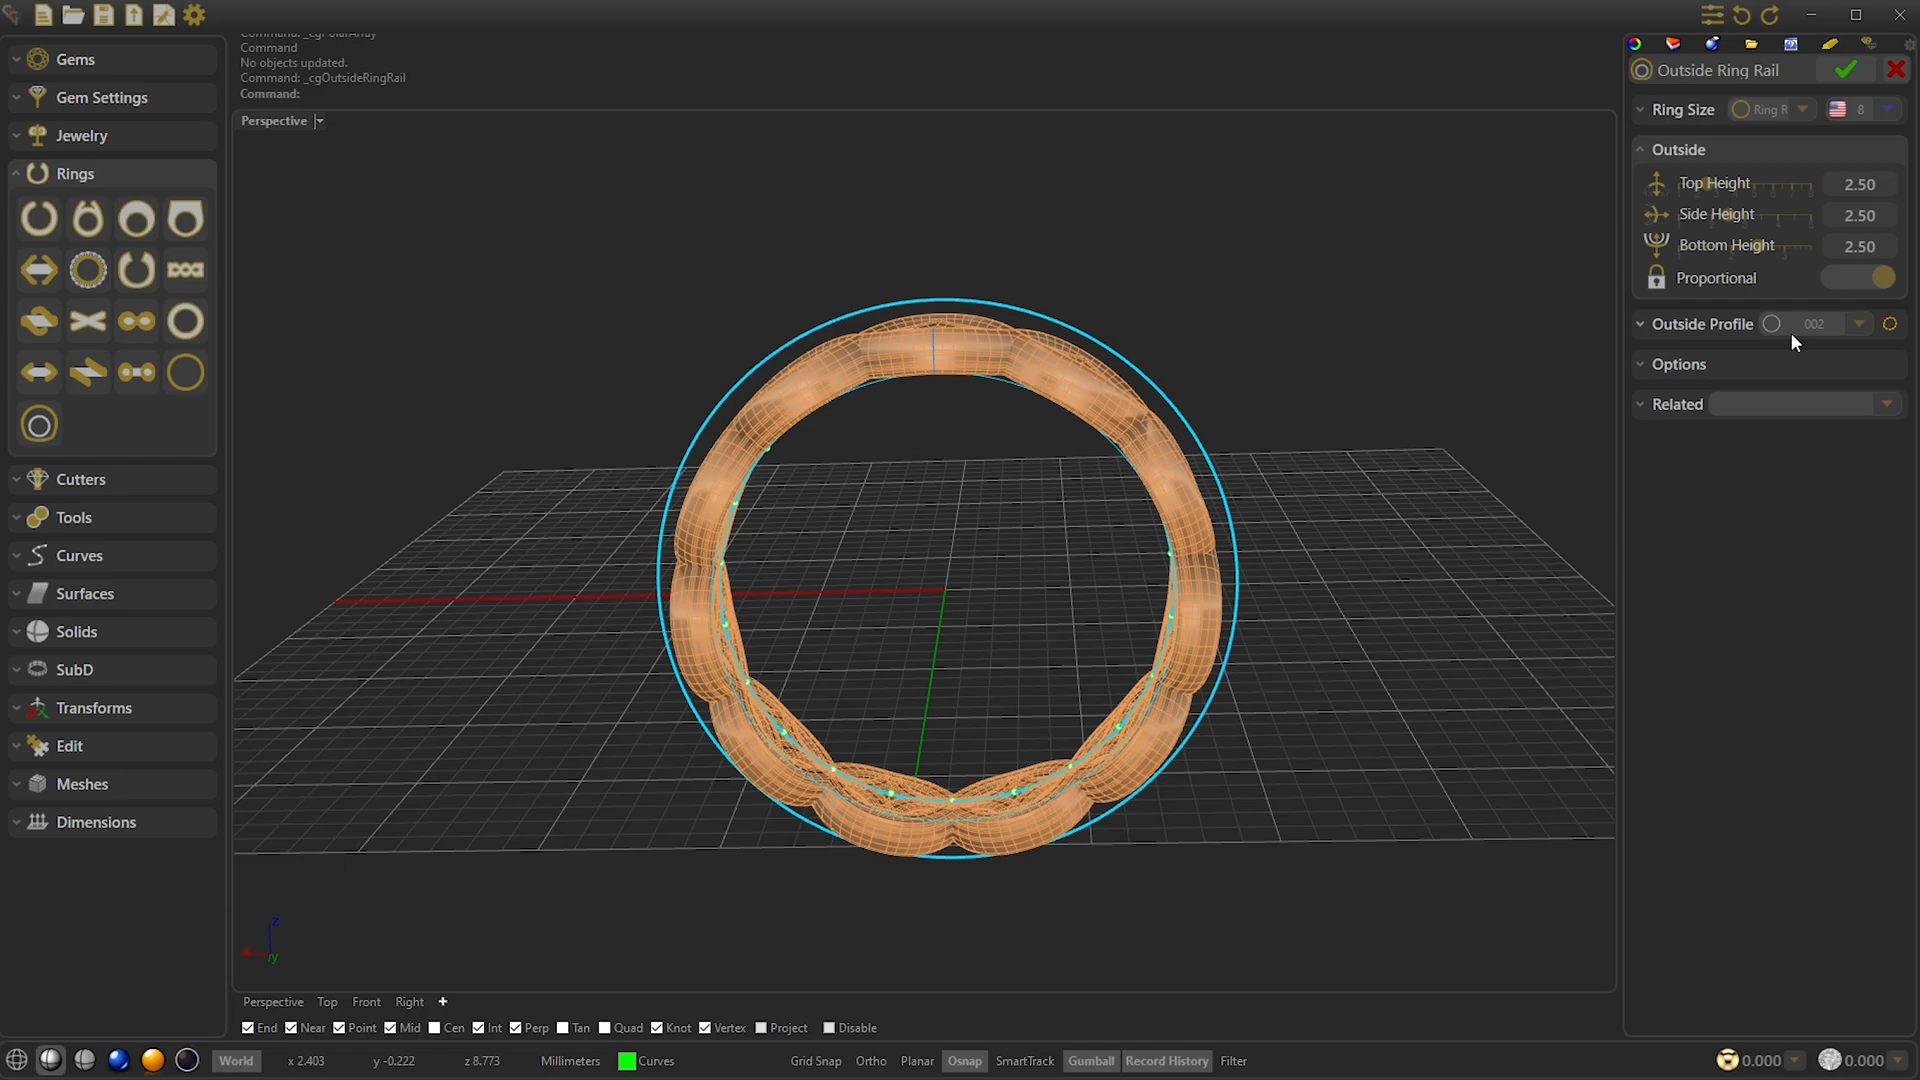 Command: _cgPolarArray
Command
No objects updated.
Command: _cgOutsideRingRail
Command:
Perspective
Gems
Gem Settings
Jewelry
Rings
Cutters
Tools
Curves
Surfaces
Solids
SubD
Transforms
Edit
Meshes
Dimensions
Outside Ring Rail
Ring Size Ring R 8
Outside
Top Height 2.50
Side Height 2.50
Bottom Height 2.50
Proportional
Outside Profile 002
Options
Related
z
y
Perspective Top Front Right
End Near Point Mid Cen Int Perp Tan Quad Knot Vertex Project Disable
World x 2.403 y -0.222 z 8.773 Millimeters Curves Grid Snap Ortho Planar Osnap SmartTrack Gumball Record History Filter 0.000 0.000